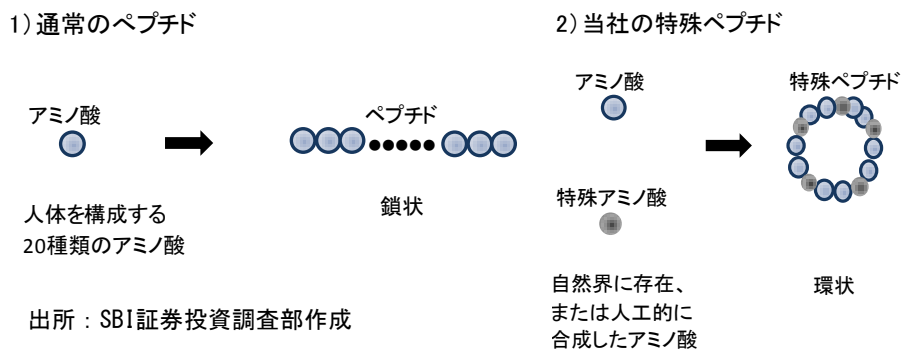 1)通常のペプチド
アミノ酸
ペプチド
人体を構成する
20種類のアミノ酸
鎖状
出所：SBI証券投資調査部作成
2)当社の特殊ペプチド
アミノ酸
特殊ペプチド
特殊アミノ酸
自然界に存在、
または人工的に
合成したアミノ酸
環状